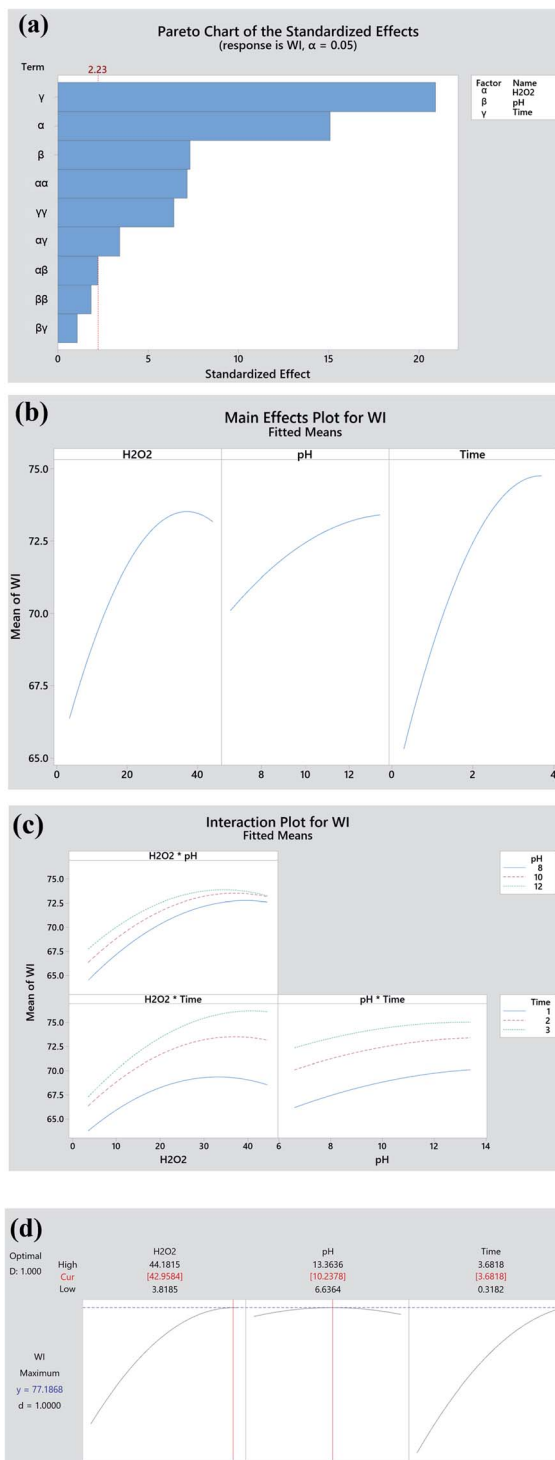 (a)
Pareto Chart of the Standardized Effects
(response is WI, α = 0.05)
Term
2.23
γ
α
β
αα
γγ
αγ
αβ
ββ
βγ
0 5 10 15 20
Standardized Effect
Factor Name
α H2O2
β pH
γ Time
(b)
Main Effects Plot for WI
Fitted Means
H2O2 pH Time
Mean of WI
75.0
72.5
70.0
67.5
65.0
0 20 40 8 10 12 0 2 4
(c)
Interaction Plot for WI
Fitted Means
H2O2 * pH
pH
8
10
12
75.0
72.5
70.0
67.5
65.0
Mean of WI
H2O2 * Time pH * Time
Time
1
2
3
75.0
72.5
70.0
67.5
65.0
0 10 20 30 40 6 8 10 12 14
H2O2 pH
(d)
Optimal
D: 1.000
H2O2 pH Time
High 44.1815 13.3636 3.6818
Cur [42.9584] [10.2378] [3.6818]
Low 3.8185 6.6364 0.3182
WI
Maximum
y = 77.1868
d = 1.0000